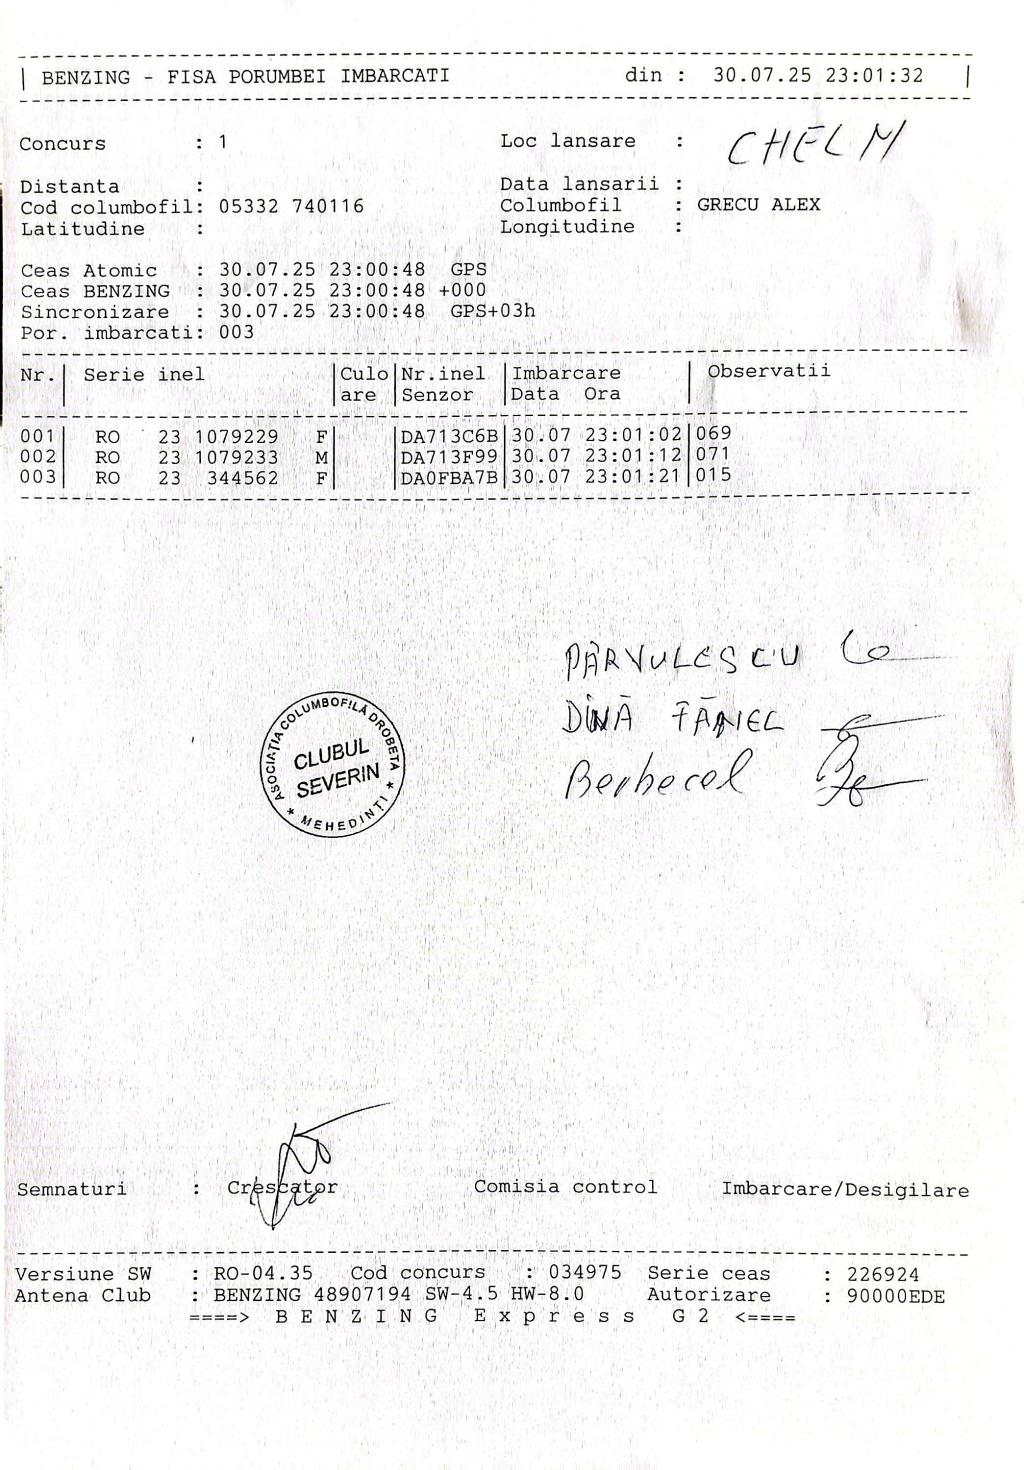 BENZING - FISA PORUMBEI IMBARCATI din : 30.07.25 23:01:32
Concurs : 1 Loc lansare : CHELM
Distanta : Data lansarii :
Cod columbofil: 05332 740116 Columbofil : GRECU ALEX
Latitudine : Longitudine :
Ceas Atomic : 30.07.25 23:00:48 GPS
Ceas BENZING : 30.07.25 23:00:48 +000
Sincronizare : 30.07.25 23:00:48 GPS+03h
Por. imbarcati: 003
Nr.| Serie inel |Culo|Nr.inel |Imbarcare | Observatii
| |are |Senzor |Data Ora |
001| RO 23 1079229 F| |DA713C6B|30.07 23:01:02|069
002| RO 23 1079233 M| |DA713F99|30.07 23:01:12|071
003| RO 23 344562 F| |DA0FBA7B|30.07 23:01:21|015
PÂRVULESCU
DINĂ FĂNEL
Berbecel
ASOCIAȚIA COLUMBOFILĂ DROBETA
CLUBUL
SEVERIN
* MEHEDINȚI *
Semnaturi : Crescator Comisia control Imbarcare/Desigilare
Versiune SW : RO-04.35 Cod concurs : 034975 Serie ceas : 226924
Antena Club : BENZING 48907194 SW-4.5 HW-8.0 Autorizare : 90000EDE
====> B E N Z I N G E x p r e s s G 2 <====